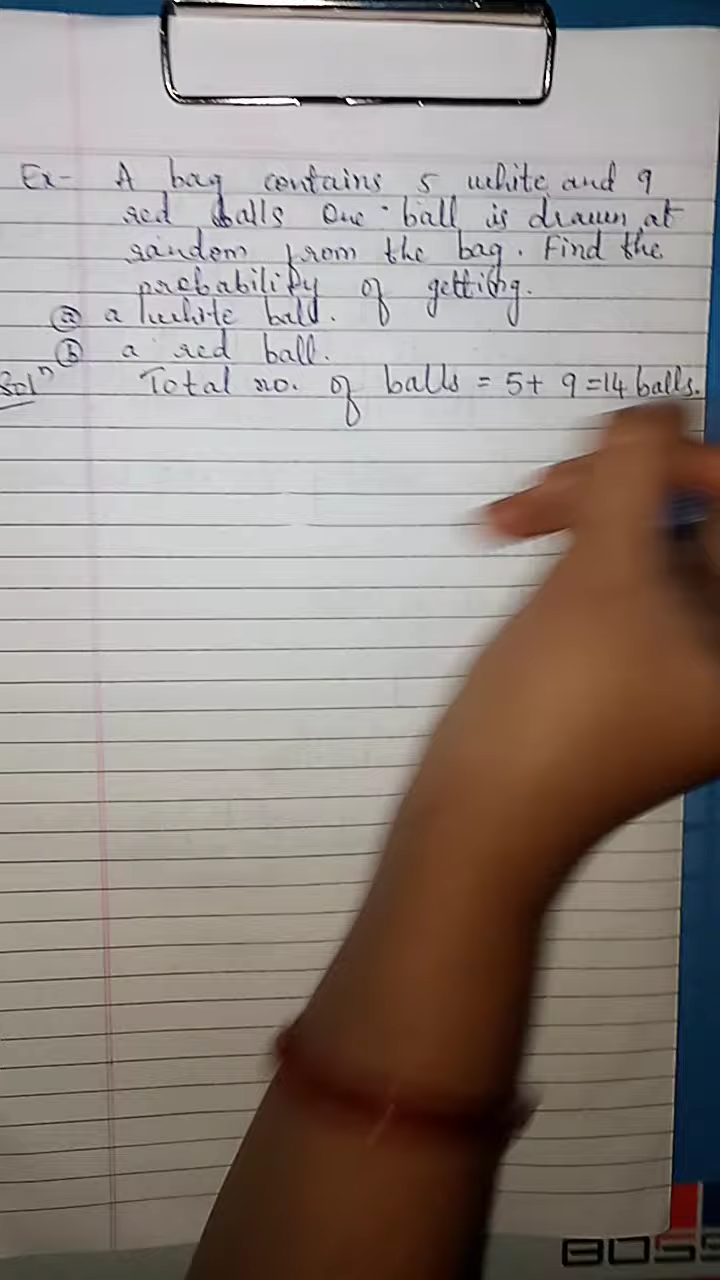 Ex- A bag contains 5 white and 9
red balls One ball is drawn at
random from the bag. Find the
probability of getting.
ⓐ a white ball.
ⓑ a red ball.
Solⁿ Total no. of balls = 5+ 9 =14 balls.
BOSS